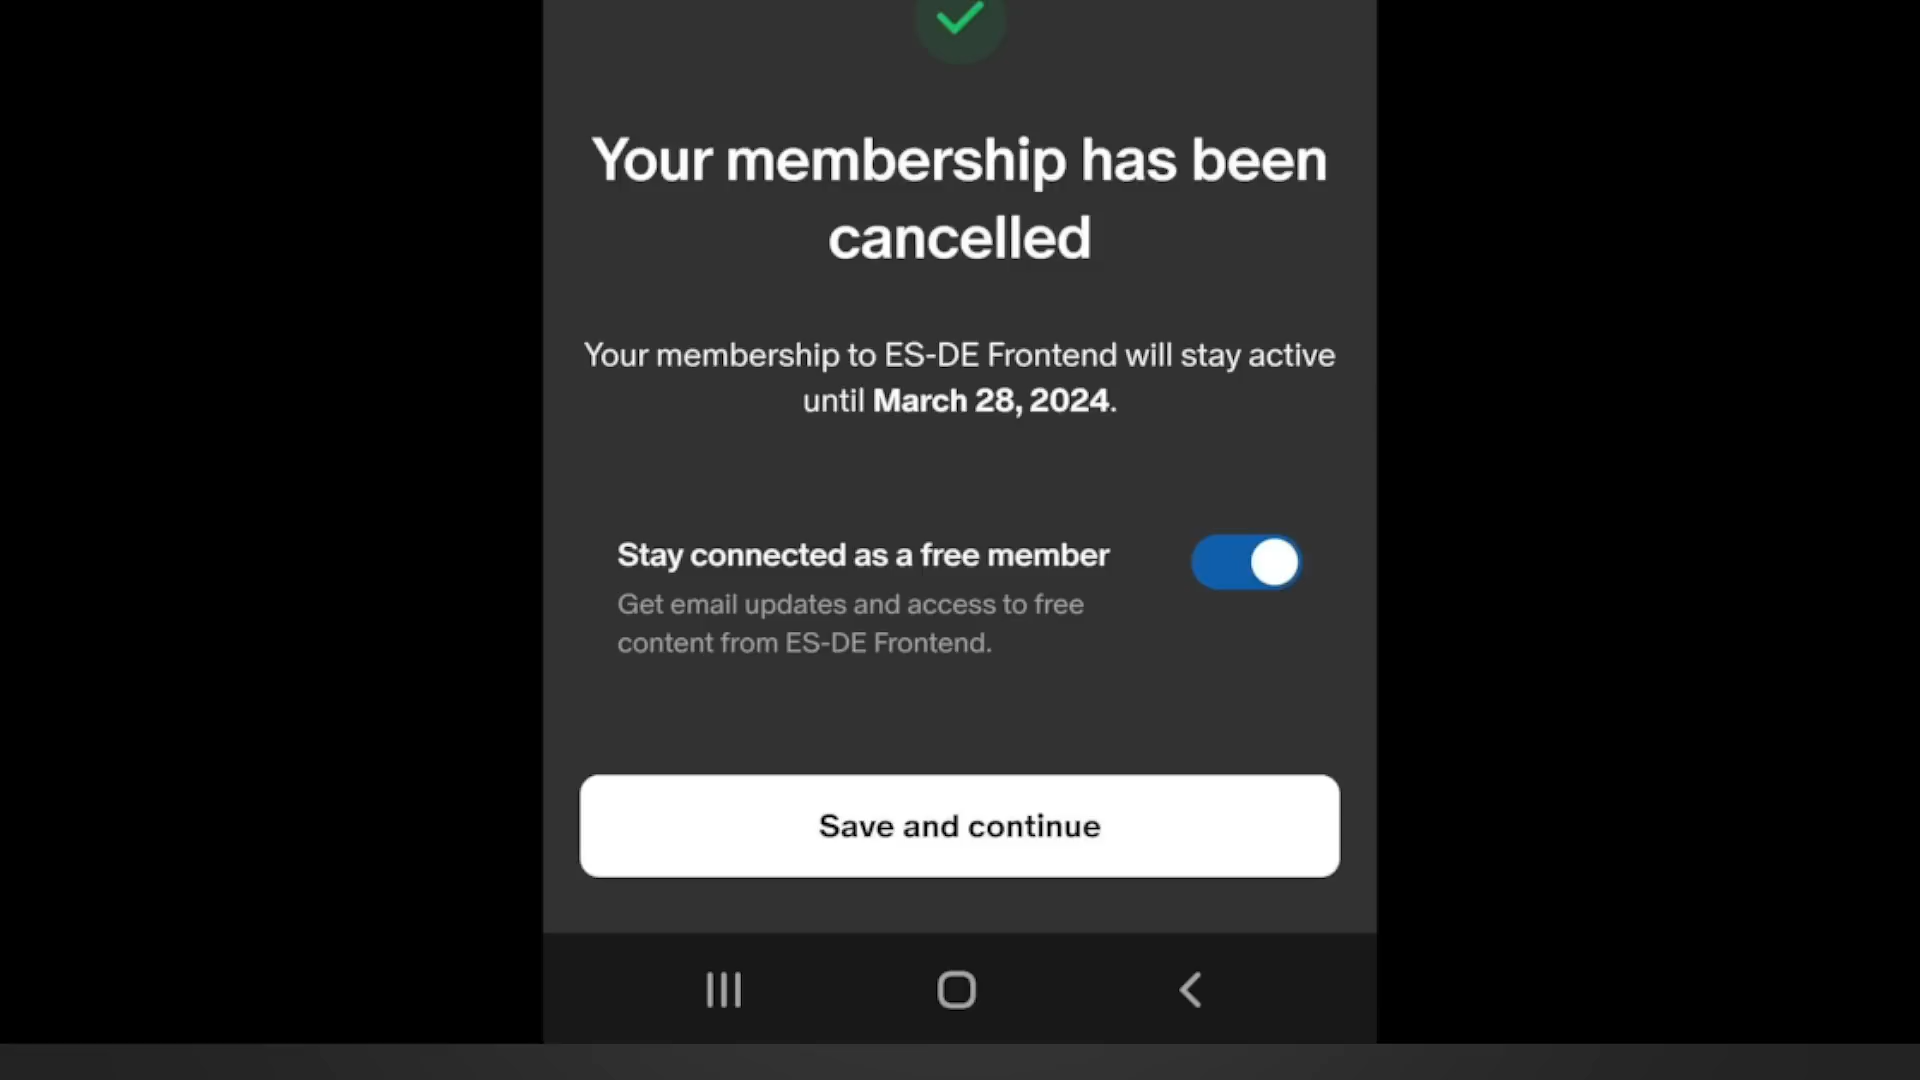 Your membership has been
cancelled
Your membership to ES-DE Frontend will stay active
until March 28, 2024.
Stay connected as a free member
Get email updates and access to free
content from ES-DE Frontend.
Save and continue